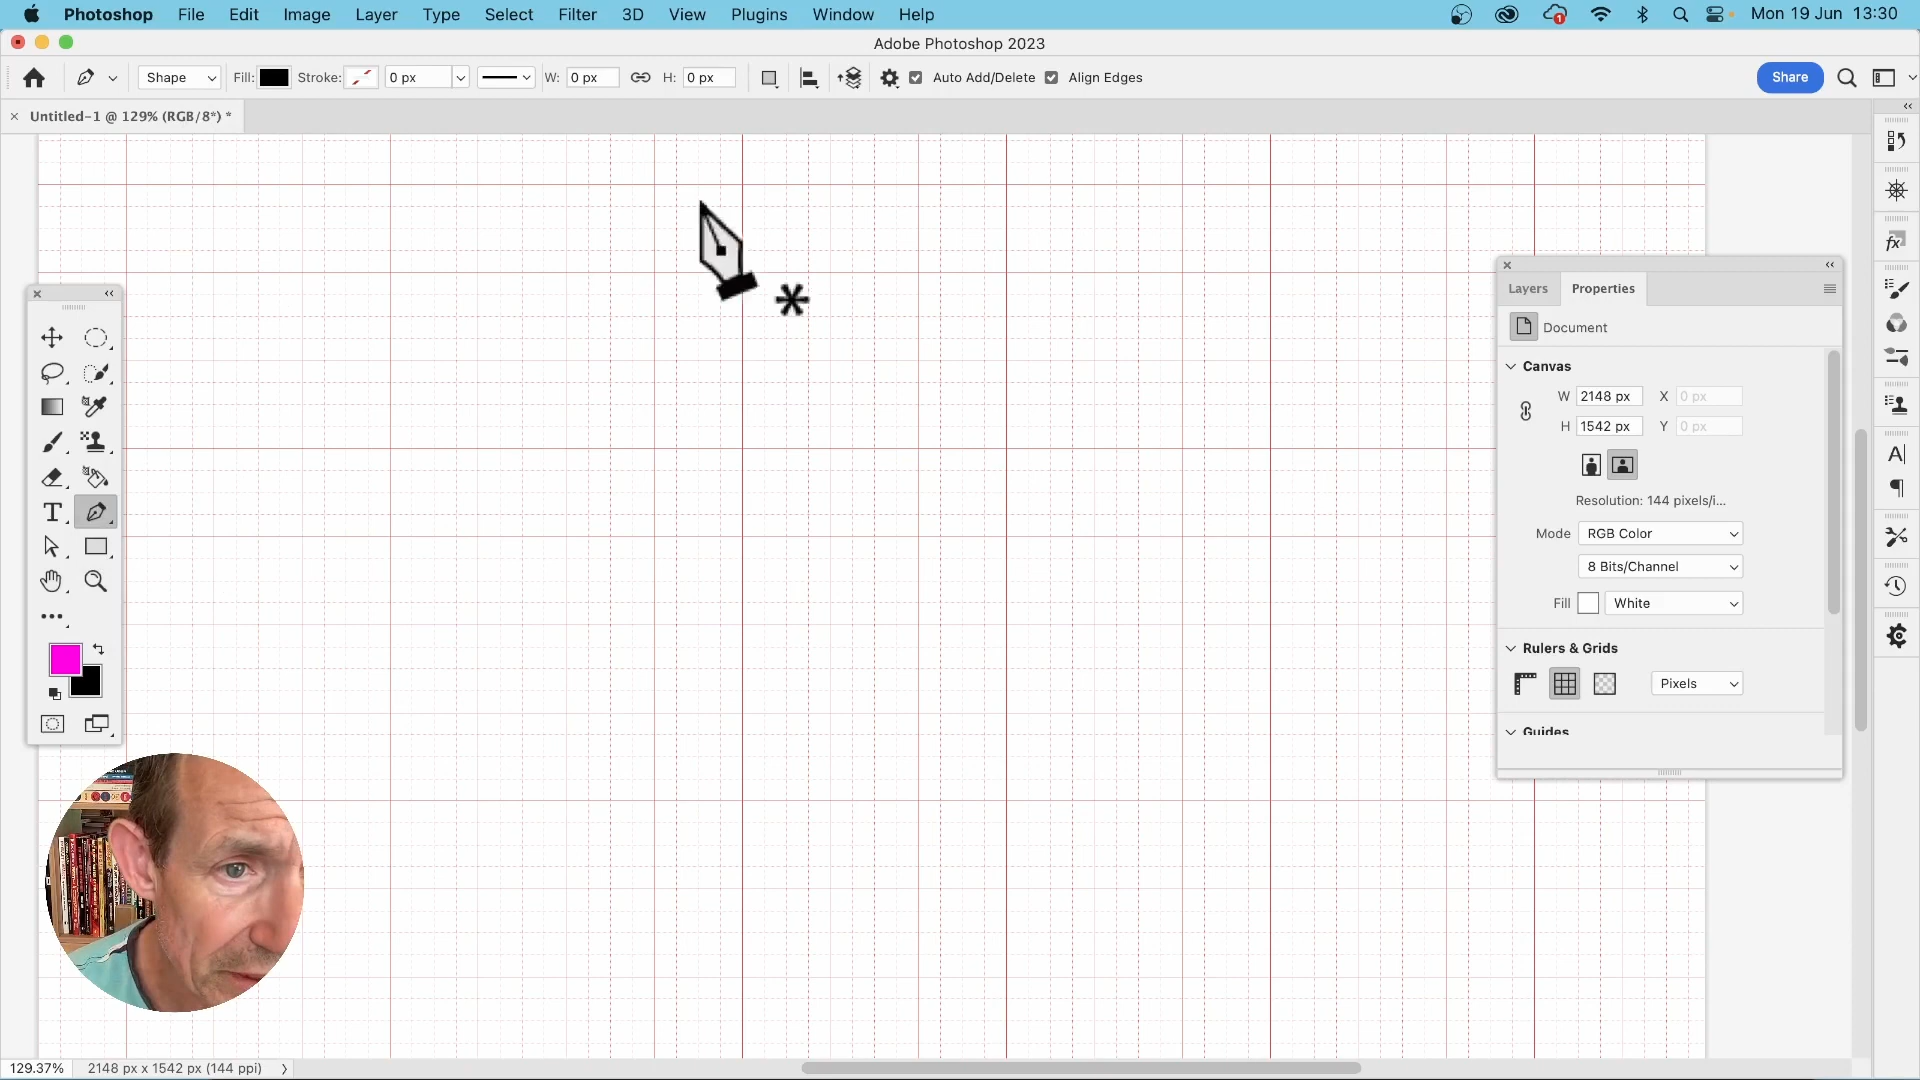 Photoshop File Edit Image Layer Type Select Filter 3D View Plugins Window Help 1 Mon 19 Jun 13:30
Adobe Photoshop 2023
Shape Fill: Stroke: 0 px W: 0 px H: 0 px Auto Add/Delete Align Edges Share
× Untitled-1 @ 129% (RGB/8*) *
Layers Properties
Document
Canvas
W 2148 px X 0 px
H 1542 px Y 0 px
Resolution: 144 pixels/i...
Mode RGB Color
8 Bits/Channel
Fill White
Rulers & Grids
Pixels
Guides
129.37% 2148 px x 1542 px (144 ppi)